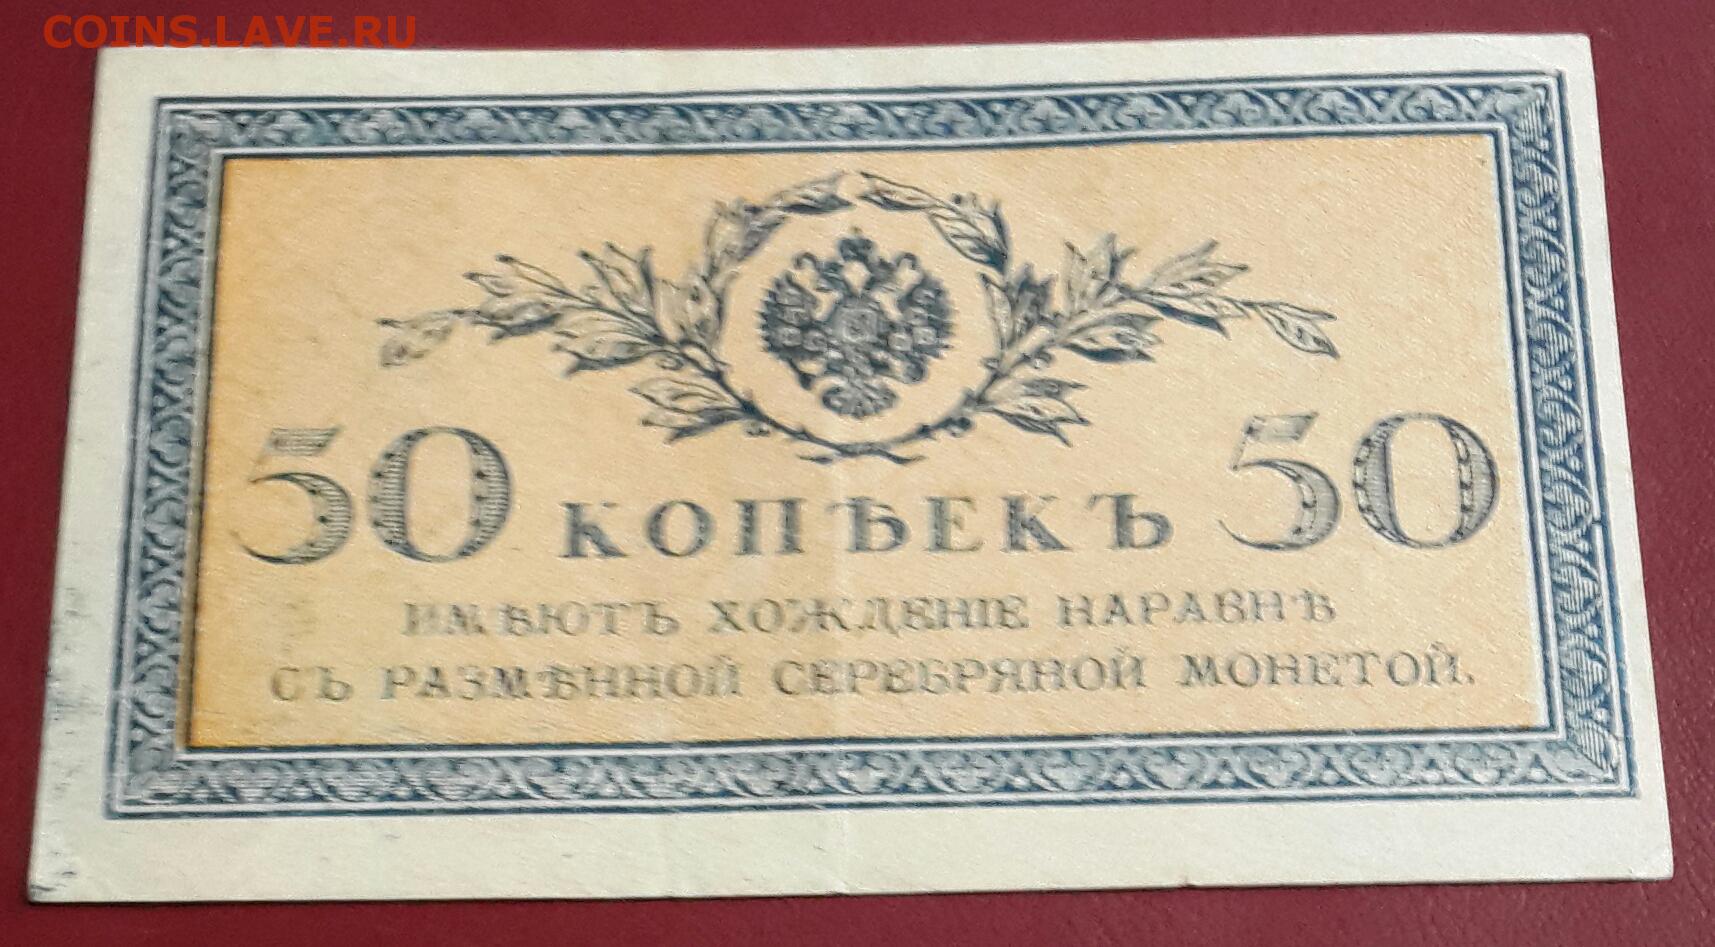 COINS.LAVE.RU
50 КОПѢЕКЪ 50
ИМѢЮТЪ ХОЖДЕНІЕ НАРАВНѢ
СЪ РАЗМѢННОЙ СЕРЕБРЯНОЙ МОНЕТОЙ.